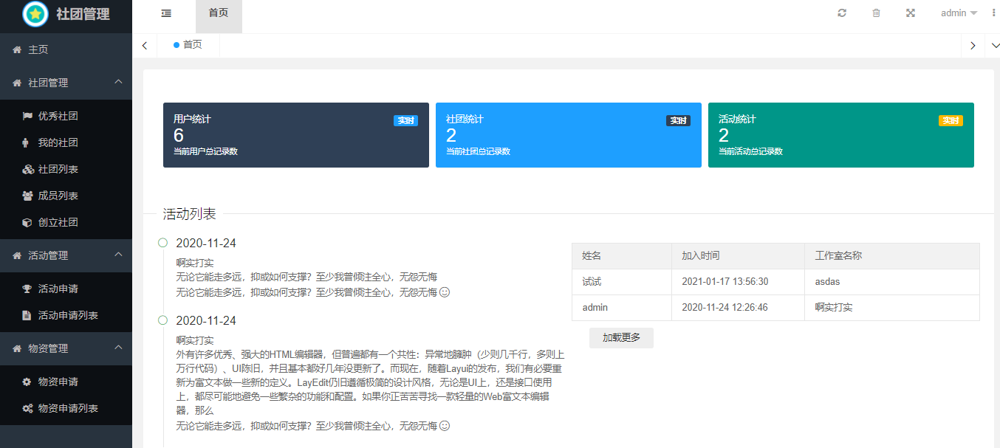 社团管理
首页
admin
主页
社团管理
优秀社团
我的社团
社团列表
成员列表
创立社团
活动管理
活动申请
活动申请列表
物资管理
物资申请
物资申请列表
首页
用户统计
实时
6
当前用户总记录数
社团统计
实时
2
当前社团总记录数
活动统计
实时
2
当前活动总记录数
活动列表
2020-11-24
啊实打实
无论它能走多远，抑或如何支撑？至少我曾倾注全心，无怨无悔
无论它能走多远，抑或如何支撑？至少我曾倾注全心，无怨无悔
2020-11-24
啊实打实
外有许多优秀、强大的HTML编辑器，但普遍都有一个共性：异常地臃肿（少则几千行，多则上
万行代码）、UI陈旧，并且基本都好几年没更新了。而现在，随着Layui的发布，我们有必要重
新为富文本做一些新的定义。LayEdit仍旧遵循极简的设计风格，无论是UI上，还是接口使用
上，都尽可能地避免一些繁杂的功能和配置。如果你正苦苦寻找一款轻量的Web富文本编辑
器，那么
无论它能走多远，抑或如何支撑？至少我曾倾注全心，无怨无悔
姓名 加入时间 工作室名称
试试 2021-01-17 13:56:30 asdas
admin 2020-11-24 12:26:46 啊实打实
加载更多